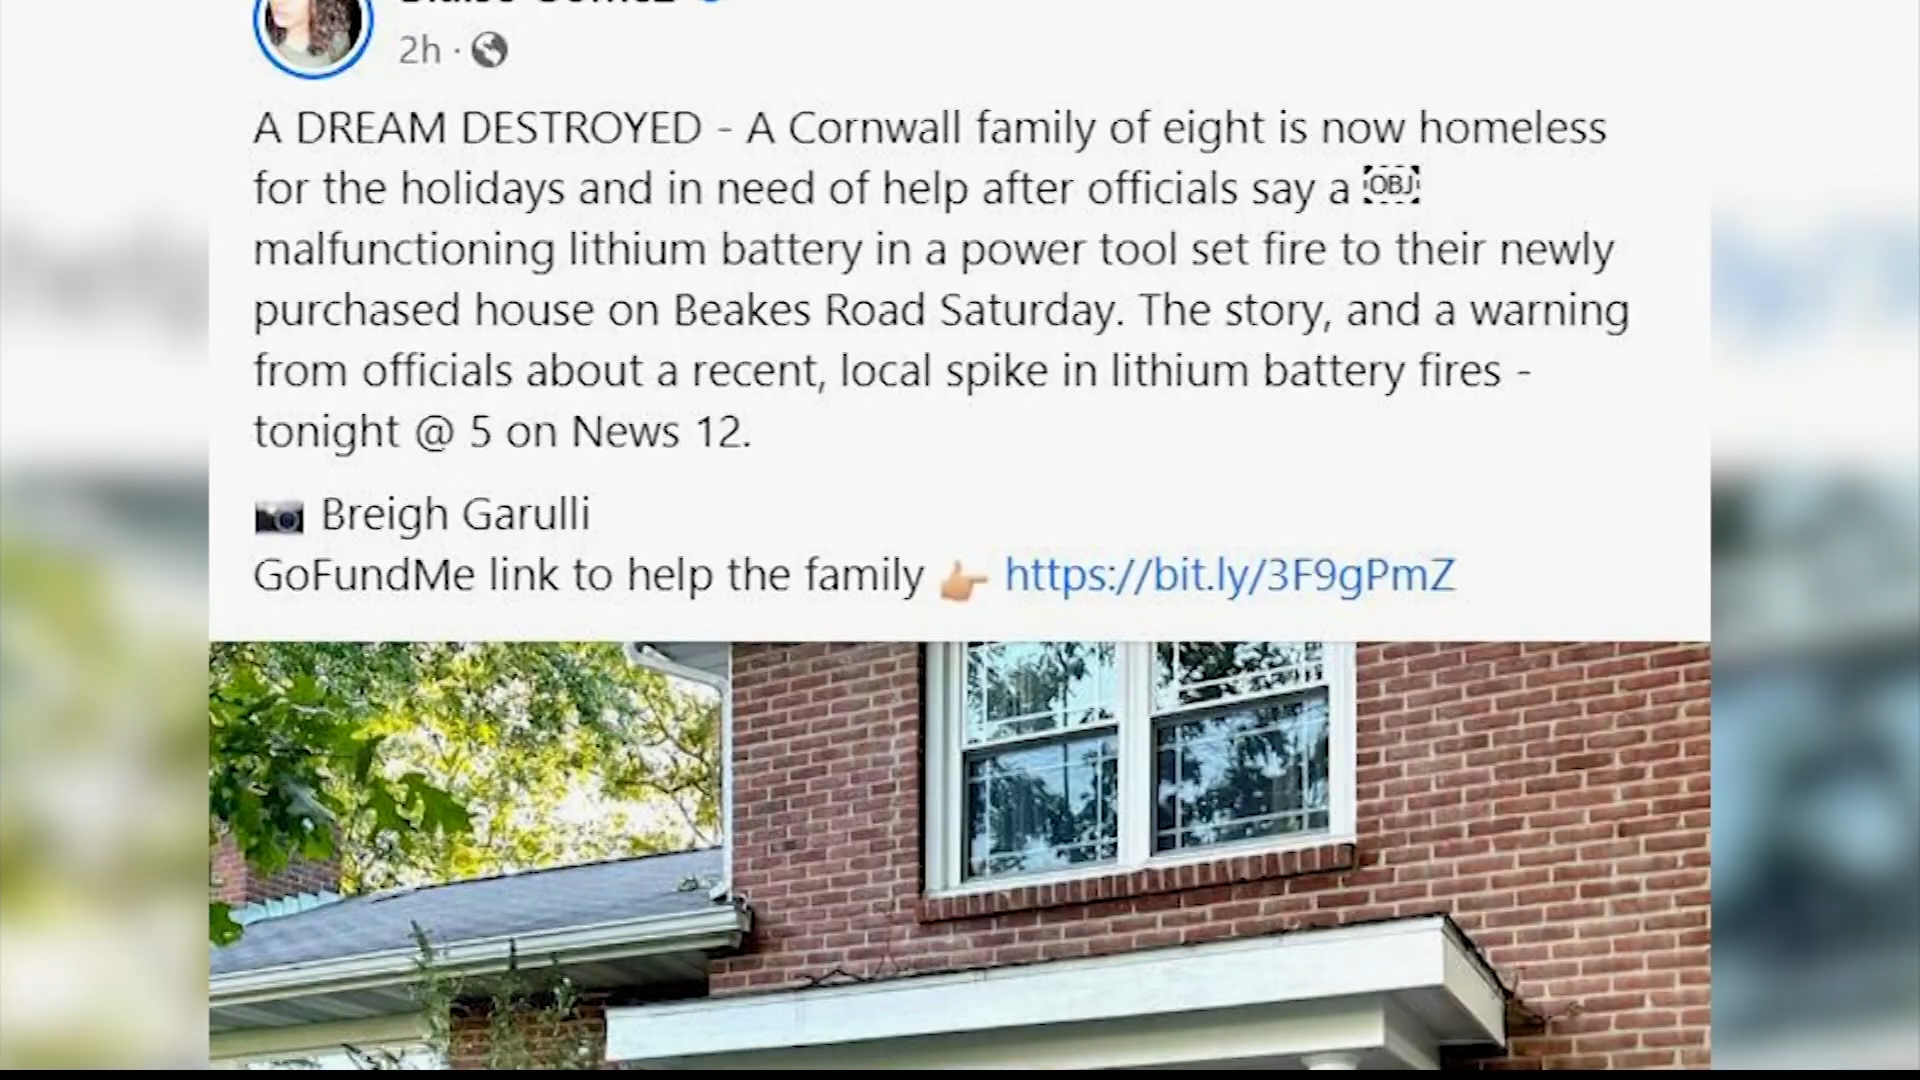 2h ·
A DREAM DESTROYED - A Cornwall family of eight is now homeless
for the holidays and in need of help after officials say a OBJ
malfunctioning lithium battery in a power tool set fire to their newly
purchased house on Beakes Road Saturday. The story, and a warning
from officials about a recent, local spike in lithium battery fires -
tonight @ 5 on News 12.
📷 Breigh Garulli
GoFundMe link to help the family 👉 https://bit.ly/3F9gPmZ